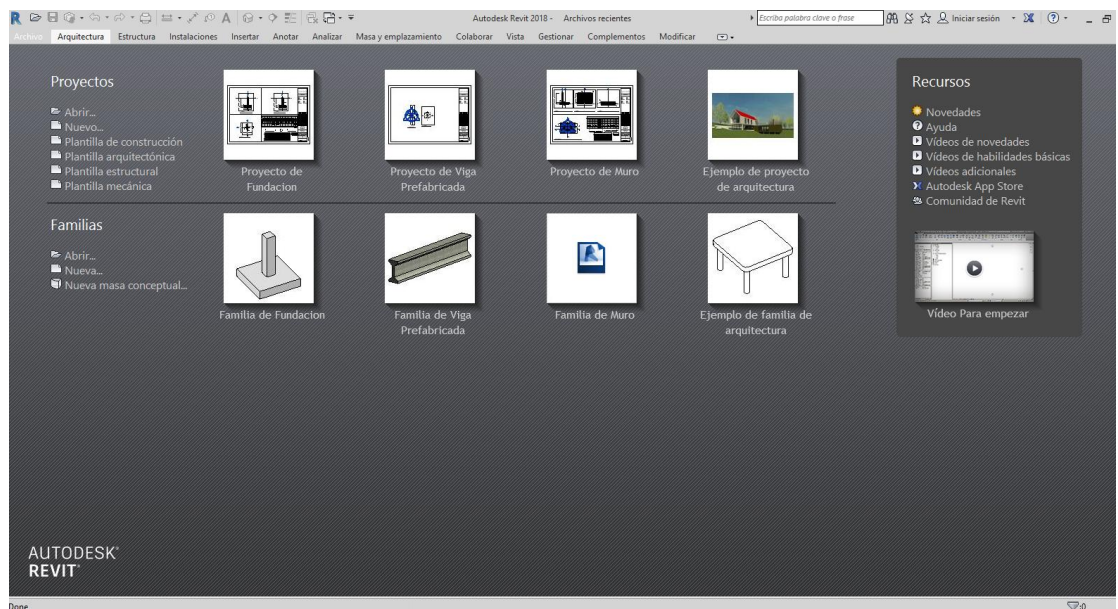 Autodesk Revit 2018 - Archivos recientes
Escriba palabra clave o frase
Iniciar sesión
Archivo Arquitectura Estructura Instalaciones Insertar Anotar Analizar Masa y emplazamiento Colaborar Vista Gestionar Complementos Modificar
Proyectos
Abrir...
Nuevo...
Plantilla de construcción
Plantilla arquitectónica
Plantilla estructural
Plantilla mecánica
Proyecto de
Fundacion
Proyecto de Viga
Prefabricada
Proyecto de Muro
Ejemplo de proyecto
de arquitectura
Familias
Abrir...
Nueva...
Nueva masa conceptual...
Familia de Fundacion
Familia de Viga
Prefabricada
Familia de Muro
Ejemplo de familia de
arquitectura
Recursos
Novedades
Ayuda
Vídeos de novedades
Vídeos de habilidades básicas
Vídeos adicionales
Autodesk App Store
Comunidad de Revit
Vídeo Para empezar
AUTODESK®
REVIT®
Done
:0